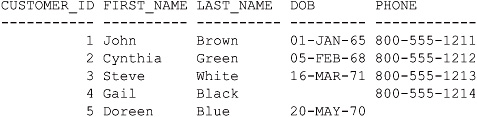 CUSTOMER_ID FIRST_NAME LAST_NAME DOB PHONE
----------- ---------- ---------- --------- ------------
1 John Brown 01-JAN-65 800-555-1211
2 Cynthia Green 05-FEB-68 800-555-1212
3 Steve White 16-MAR-71 800-555-1213
4 Gail Black 800-555-1214
5 Doreen Blue 20-MAY-70